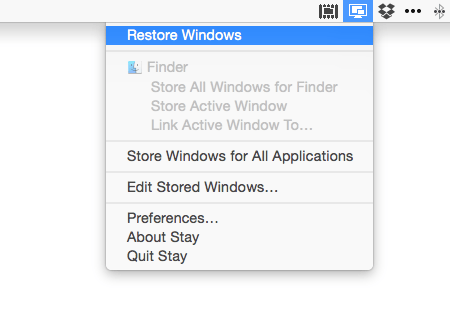 Restore Windows
Finder
Store All Windows for Finder
Store Active Window
Link Active Window To…
Store Windows for All Applications
Edit Stored Windows…
Preferences…
About Stay
Quit Stay